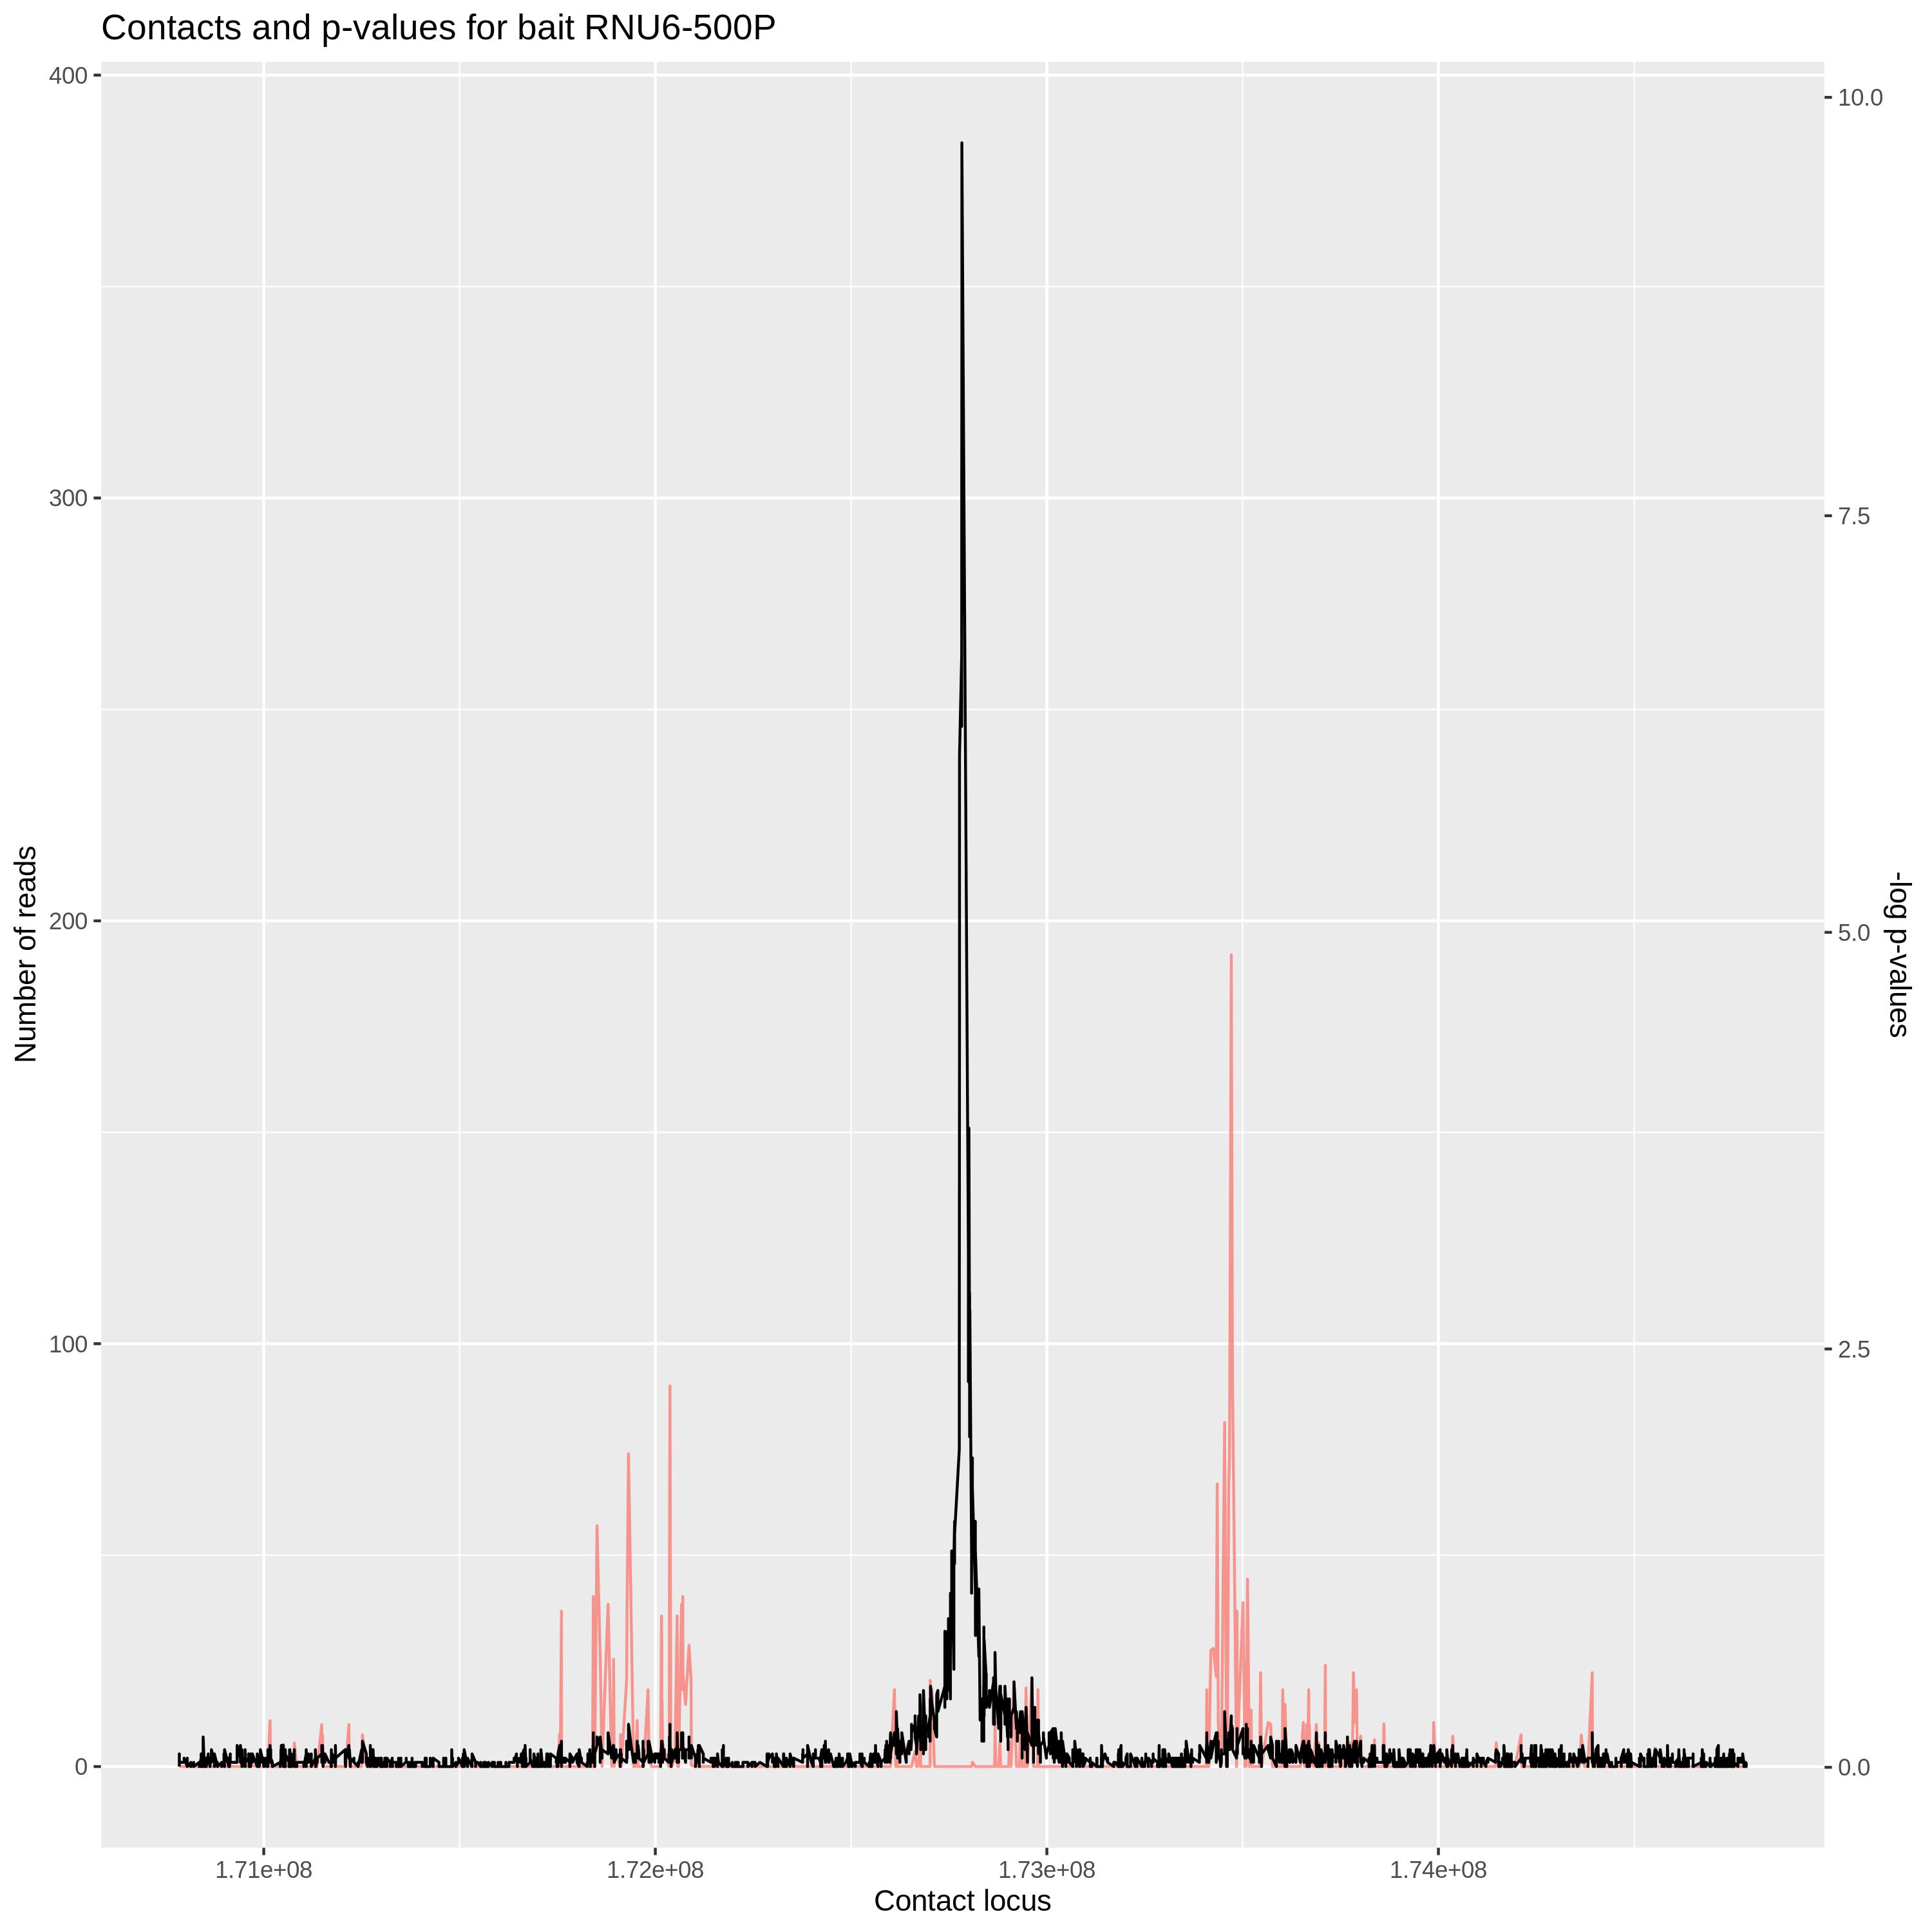 Contacts and p-values for bait RNU6-500P
400
300
200
100
0
10.0
7.5
5.0
2.5
0.0
Number of reads
-log p-values
1.71e+08
1.72e+08
1.73e+08
1.74e+08
Contact locus